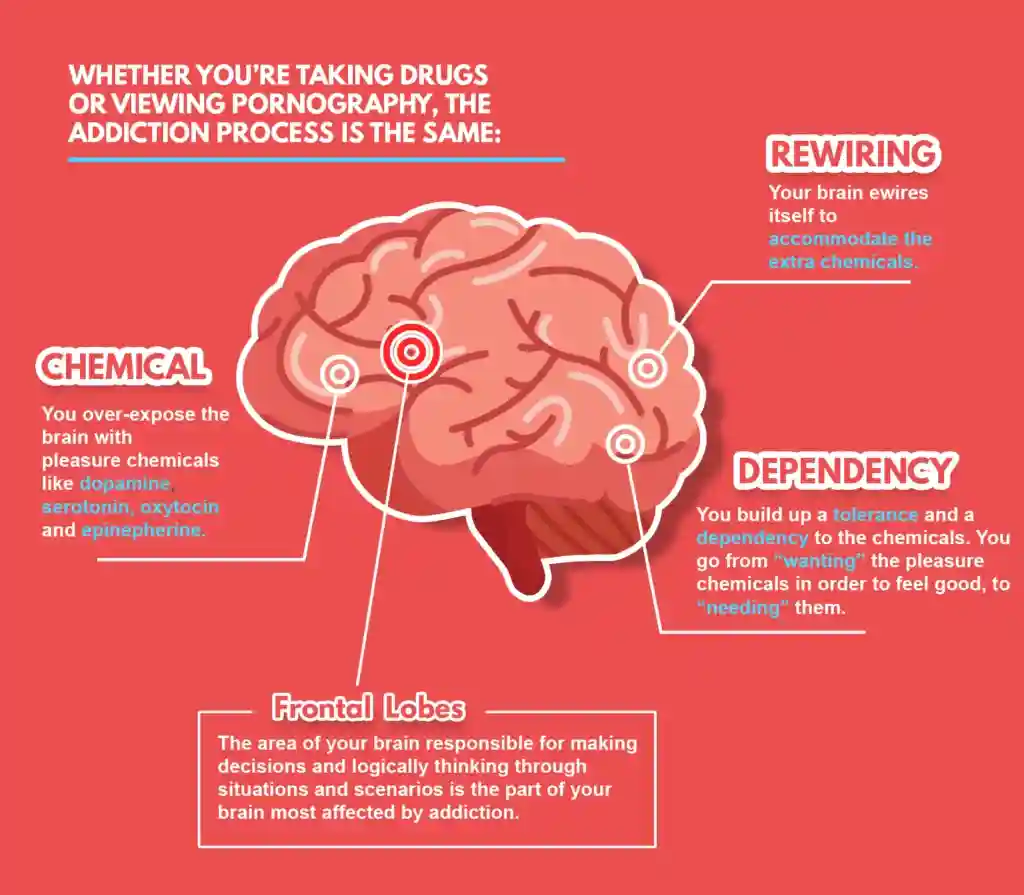 WHETHER YOU'RE TAKING DRUGS
OR VIEWING PORNOGRAPHY, THE
ADDICTION PROCESS IS THE SAME:
REWIRING
Your brain ewires
itself to
accommodate the
extra chemicals.
CHEMICAL
You over-expose the
brain with
pleasure chemicals
like dopamine,
serotonin, oxytocin
and epinepherine.
DEPENDENCY
You build up a tolerance and a
dependency to the chemicals. You
go from “wanting” the pleasure
chemicals in order to feel good, to
“needing” them.
Frontal Lobes
The area of your brain responsible for making
decisions and logically thinking through
situations and scenarios is the part of your
brain most affected by addiction.